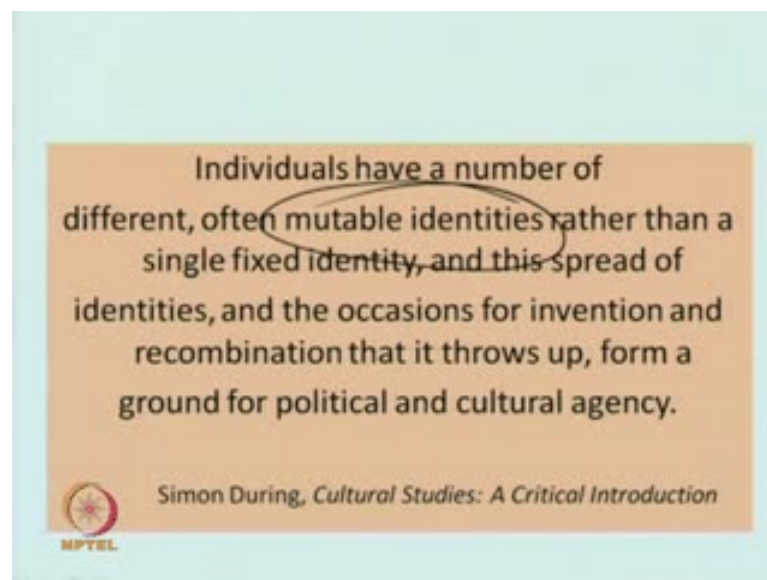 Individuals have a number of
different, often mutable identities rather than a
single fixed identity, and this spread of
identities, and the occasions for invention and
recombination that it throws up, form a
ground for political and cultural agency.
Simon During, Cultural Studies: A Critical Introduction
NPTEL